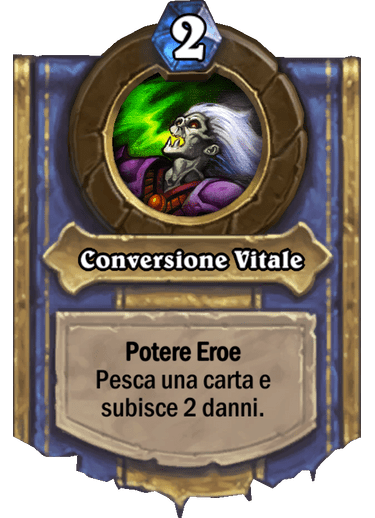 2
Conversione Vitale
Potere Eroe
Pesca una carta e
subisce 2 danni.